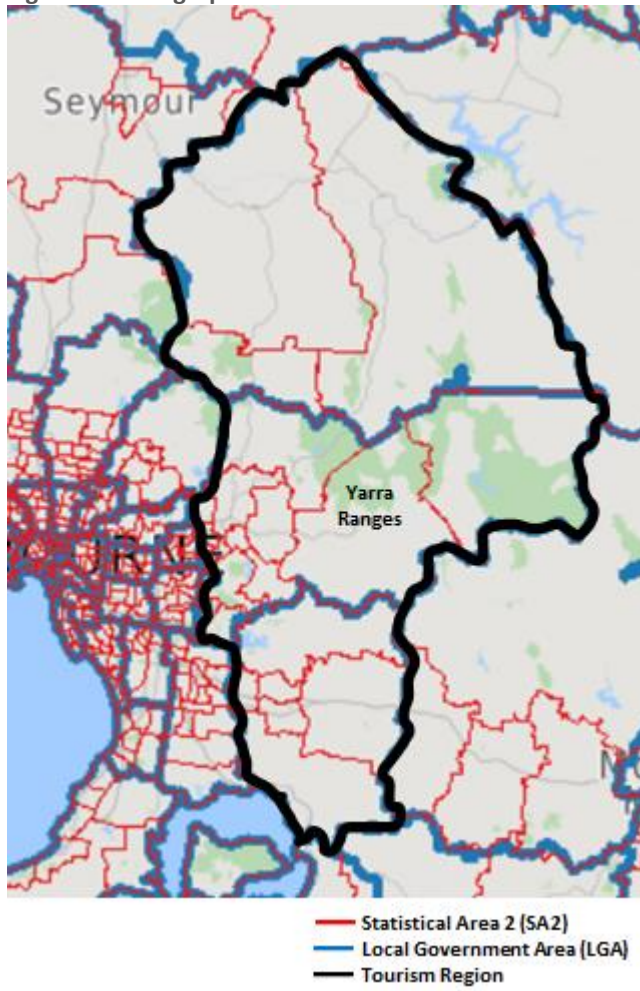 Seymour
Yarra
Ranges
Statistical Area 2 (SA2)
Local Government Area (LGA)
Tourism Region